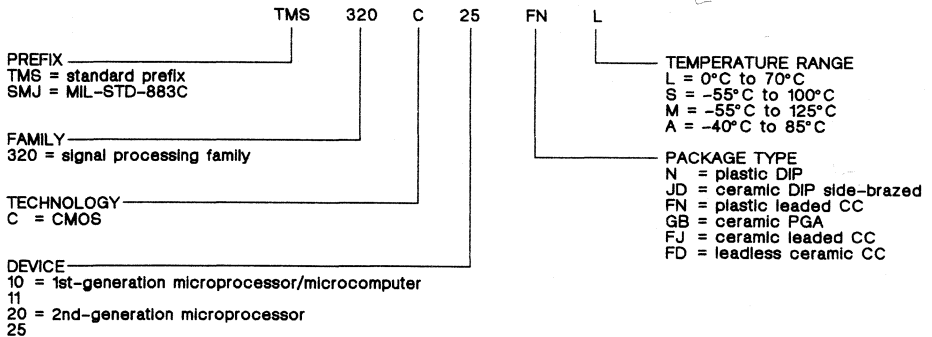 TMS 320 C 25 FN L
PREFIX
TMS = standard prefix
SMJ = MIL-STD-883C
FAMILY
320 = signal processing family
TECHNOLOGY
C = CMOS
DEVICE
10 = 1st-generation microprocessor/microcomputer
11
20 = 2nd-generation microprocessor
25
TEMPERATURE RANGE
L = 0°C to 70°C
S = -55°C to 100°C
M = -55°C to 125°C
A = -40°C to 85°C
PACKAGE TYPE
N = plastic DIP
JD = ceramic DIP side-brazed
FN = plastic leaded CC
GB = ceramic PGA
FJ = ceramic leaded CC
FD = leadless ceramic CC